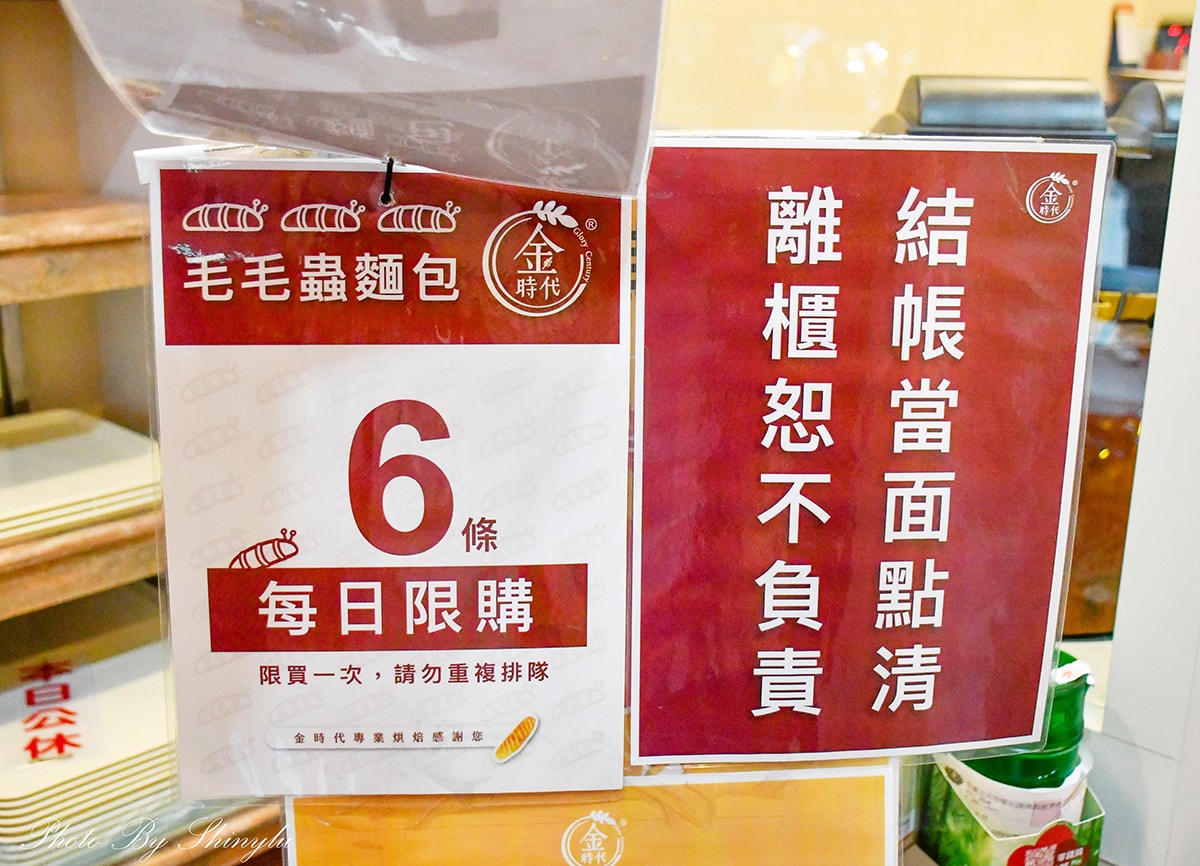 毛毛蟲麵包
金
時代
Glory Century
®
6條
每日限購
限買一次，請勿重複排隊
金時代專業烘焙感謝您
結帳當面點清
離櫃恕不負責
金
時代
本日公休
金
時代
Photo By Shinylu